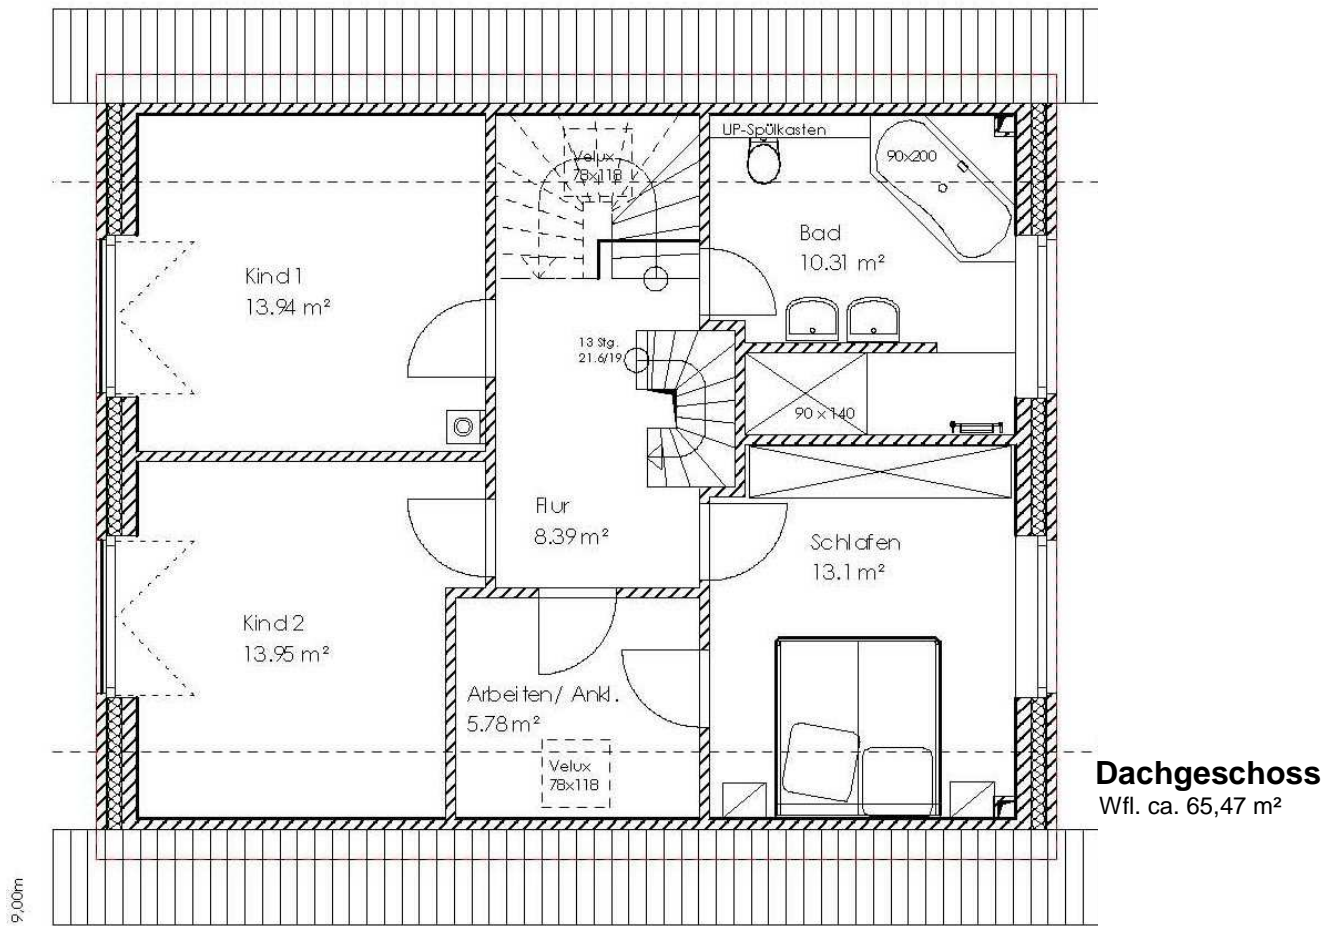 UP-Spülkasten
Velux
78x118
90x200
Bad
10.31 m²
Kind 1
13.94 m²
13 Stg.
21.6/19
90 x 140
Flur
8.39 m²
Schlafen
13.1 m²
Kind 2
13.95 m²
Arbeiten/ Ankl.
5.78 m²
Velux
78x118
Dachgeschoss
Wfl. ca. 65,47 m²
9,00m